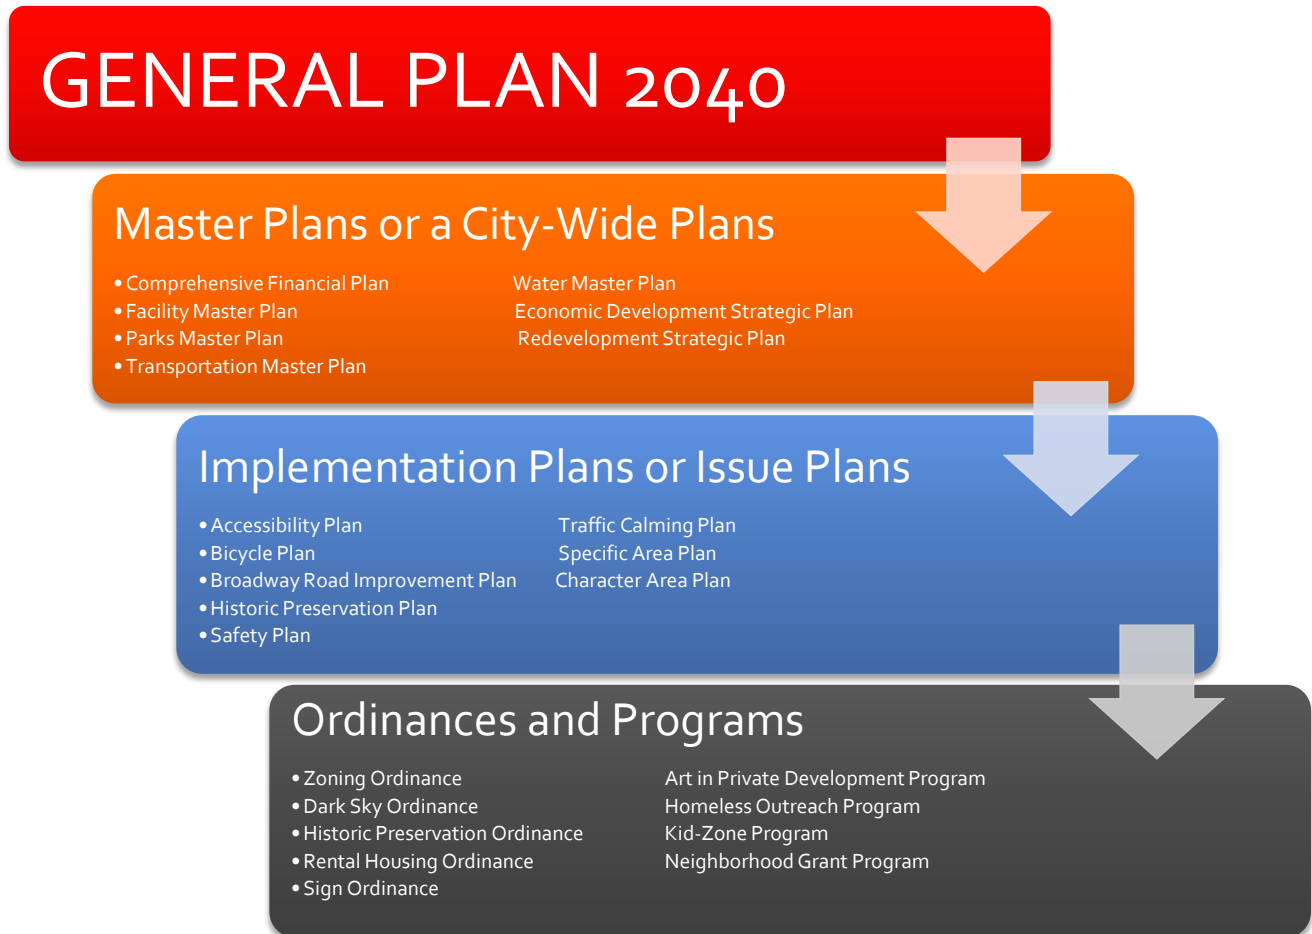 GENERAL PLAN 2040
Master Plans or a City-Wide Plans
• Comprehensive Financial Plan Water Master Plan
• Facility Master Plan Economic Development Strategic Plan
• Parks Master Plan Redevelopment Strategic Plan
• Transportation Master Plan
Implementation Plans or Issue Plans
• Accessibility Plan Traffic Calming Plan
• Bicycle Plan Specific Area Plan
• Broadway Road Improvement Plan Character Area Plan
• Historic Preservation Plan
• Safety Plan
Ordinances and Programs
• Zoning Ordinance Art in Private Development Program
• Dark Sky Ordinance Homeless Outreach Program
• Historic Preservation Ordinance Kid-Zone Program
• Rental Housing Ordinance Neighborhood Grant Program
• Sign Ordinance